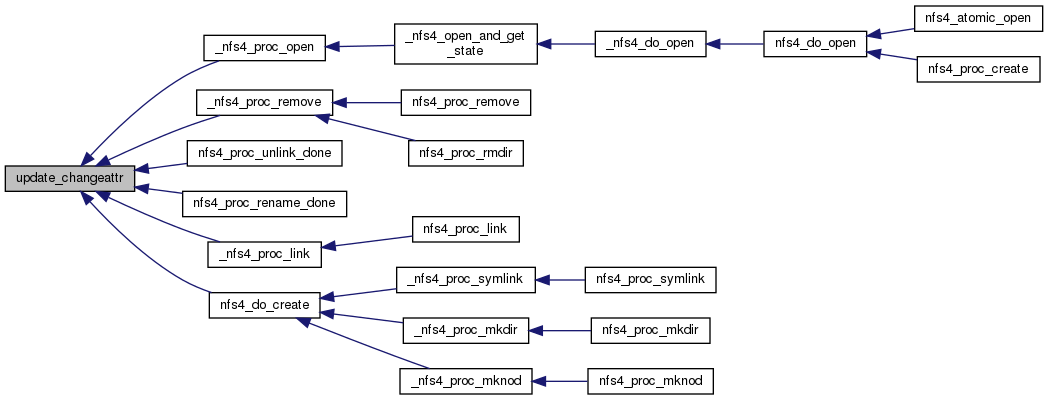 nfs4_atomic_open
_nfs4_proc_open
_nfs4_open_and_get
_state
_nfs4_do_open
nfs4_do_open
nfs4_proc_create
_nfs4_proc_remove
nfs4_proc_remove
nfs4_proc_unlink_done
nfs4_proc_rmdir
update_changeattr
nfs4_proc_rename_done
_nfs4_proc_link
nfs4_proc_link
_nfs4_proc_symlink
nfs4_proc_symlink
nfs4_do_create
_nfs4_proc_mkdir
nfs4_proc_mkdir
_nfs4_proc_mknod
nfs4_proc_mknod